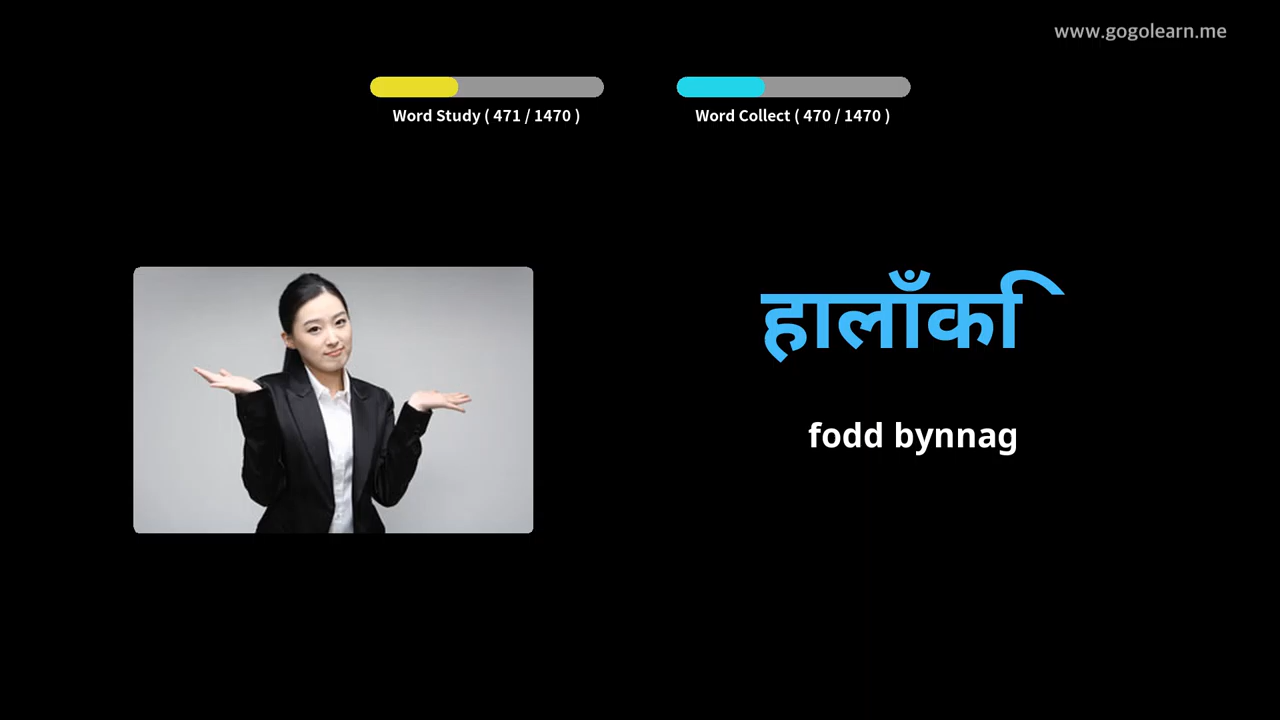 www.gogolearn.me
Word Study ( 471 / 1470 )
Word Collect ( 470 / 1470 )
हालाँकि
fodd bynnag